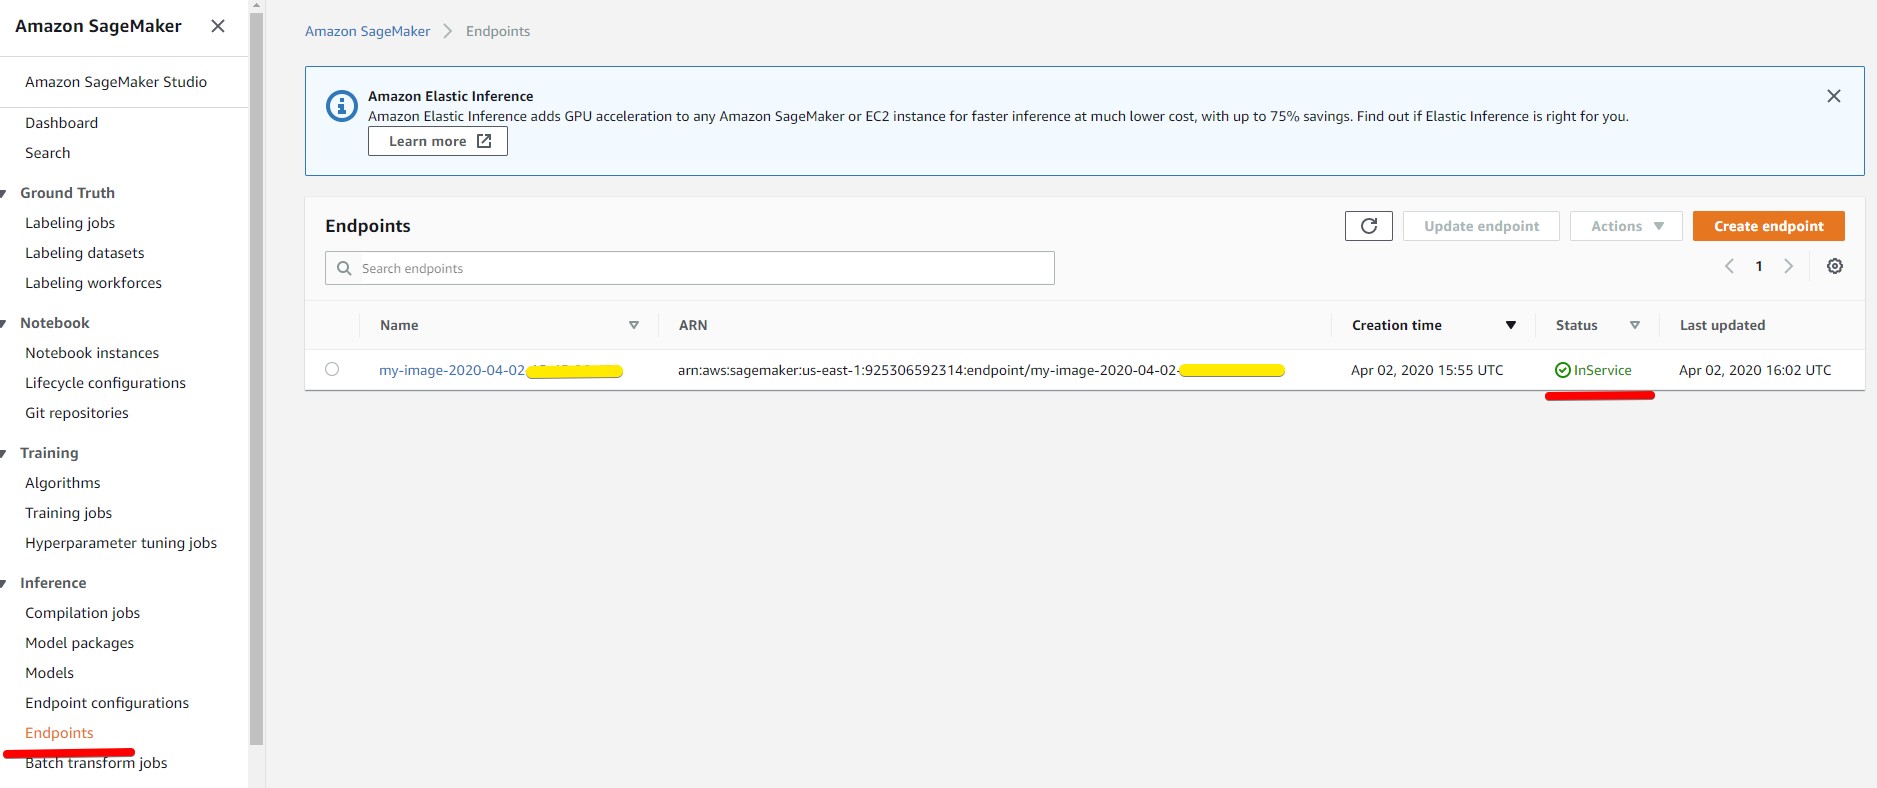 Amazon SageMaker
Amazon SageMaker Studio
Dashboard
Search
Ground Truth
Labeling jobs
Labeling datasets
Labeling workforces
Notebook
Notebook instances
Lifecycle configurations
Git repositories
Training
Algorithms
Training jobs
Hyperparameter tuning jobs
Inference
Compilation jobs
Model packages
Models
Endpoint configurations
Endpoints
Batch transform jobs
Amazon SageMaker Endpoints
Amazon Elastic Inference
Amazon Elastic Inference adds GPU acceleration to any Amazon SageMaker or EC2 instance for faster inference at much lower cost, with up to 75% savings. Find out if Elastic Inference is right for you.
Learn more
Endpoints Update endpoint Actions Create endpoint
Search endpoints 1
Name ARN Creation time Status Last updated
my-image-2020-04-02- arn:aws:sagemaker:us-east-1:925306592314:endpoint/my-image-2020-04-02- Apr 02, 2020 15:55 UTC InService Apr 02, 2020 16:02 UTC